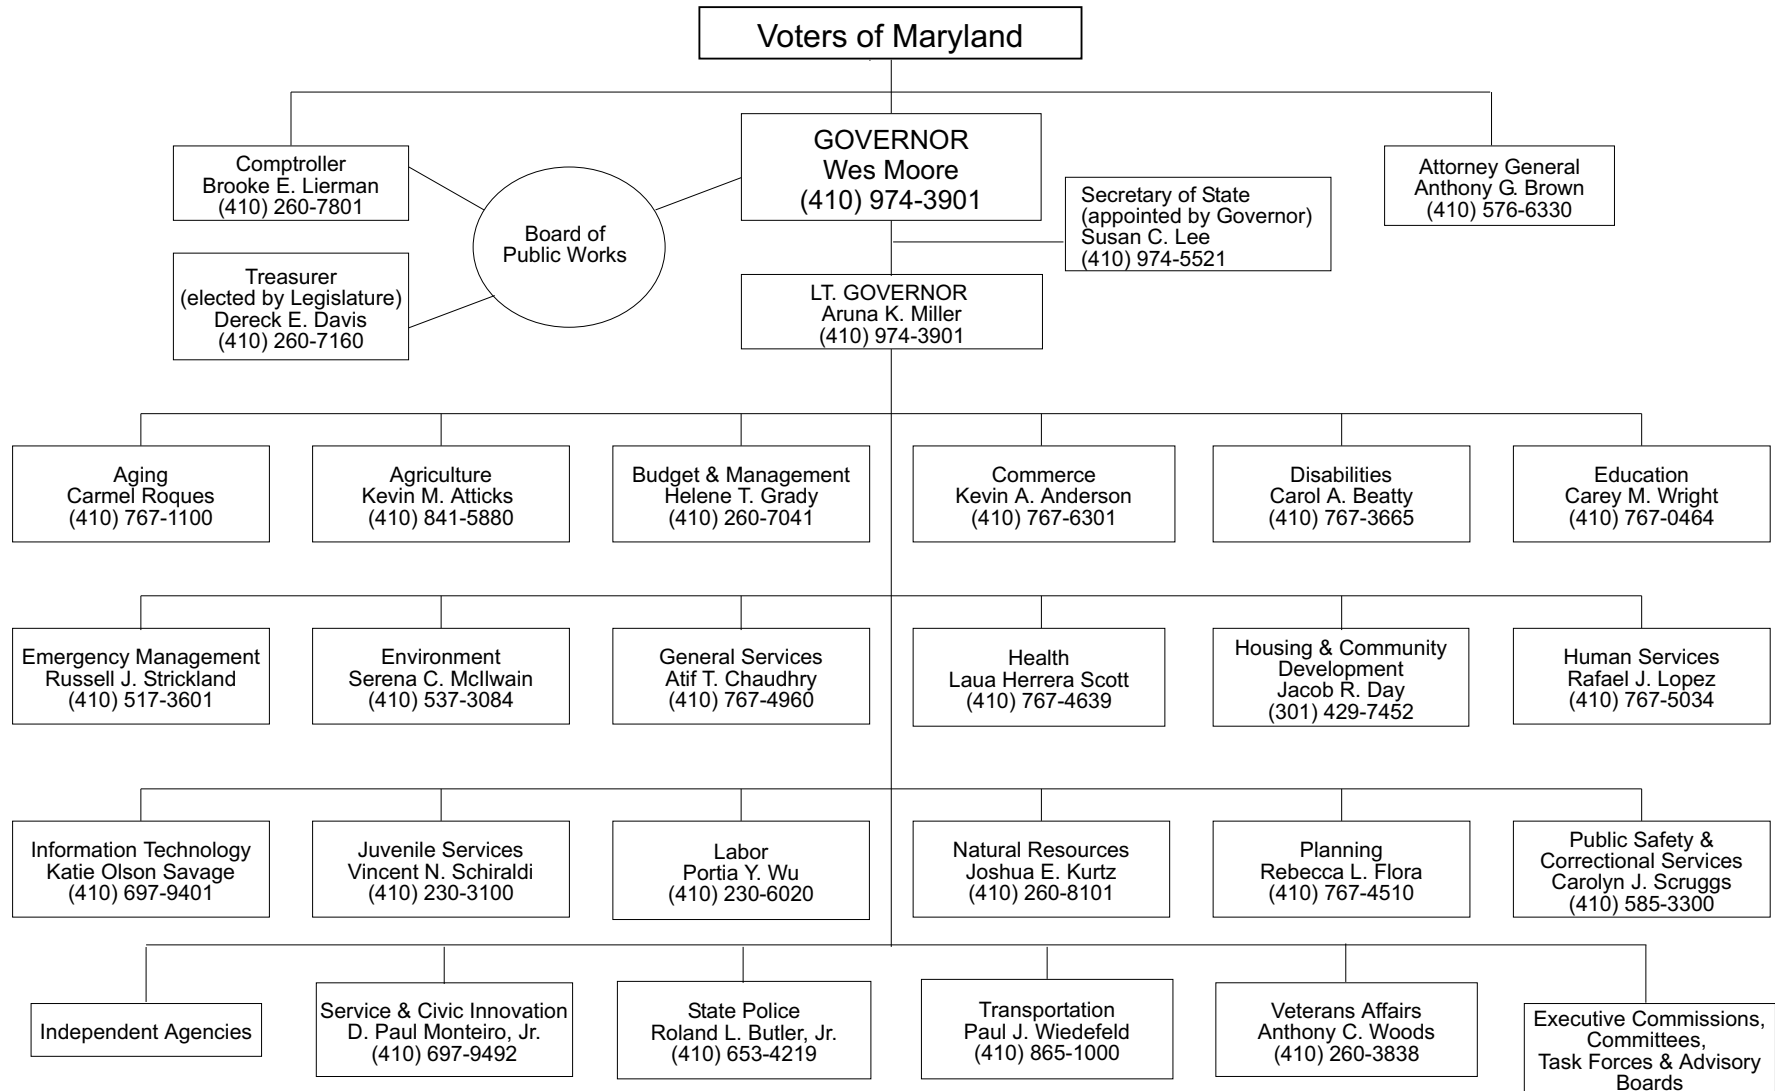 Voters of Maryland
GOVERNOR
Wes Moore
(410) 974-3901
Comptroller
Brooke E. Lierman
(410) 260-7801
Attorney General
Anthony G. Brown
(410) 576-6330
Secretary of State
(appointed by Governor)
Susan C. Lee
(410) 974-5521
Board of
Public Works
Treasurer
(elected by Legislature)
Dereck E. Davis
(410) 260-7160
LT. GOVERNOR
Aruna K. Miller
(410) 974-3901
Aging
Carmel Roques
(410) 767-1100
Agriculture
Kevin M. Atticks
(410) 841-5880
Budget & Management
Helene T. Grady
(410) 260-7041
Commerce
Kevin A. Anderson
(410) 767-6301
Disabilities
Carol A. Beatty
(410) 767-3665
Education
Carey M. Wright
(410) 767-0464
Emergency Management
Russell J. Strickland
(410) 517-3601
Environment
Serena C. McIlwain
(410) 537-3084
General Services
Atif T. Chaudhry
(410) 767-4960
Health
Laua Herrera Scott
(410) 767-4639
Housing & Community
Development
Jacob R. Day
(301) 429-7452
Human Services
Rafael J. Lopez
(410) 767-5034
Information Technology
Katie Olson Savage
(410) 697-9401
Juvenile Services
Vincent N. Schiraldi
(410) 230-3100
Labor
Portia Y. Wu
(410) 230-6020
Natural Resources
Joshua E. Kurtz
(410) 260-8101
Planning
Rebecca L. Flora
(410) 767-4510
Public Safety &
Correctional Services
Carolyn J. Scruggs
(410) 585-3300
Independent Agencies
Service & Civic Innovation
D. Paul Monteiro, Jr.
(410) 697-9492
State Police
Roland L. Butler, Jr.
(410) 653-4219
Transportation
Paul J. Wiedefeld
(410) 865-1000
Veterans Affairs
Anthony C. Woods
(410) 260-3838
Executive Commissions,
Committees,
Task Forces & Advisory
Boards